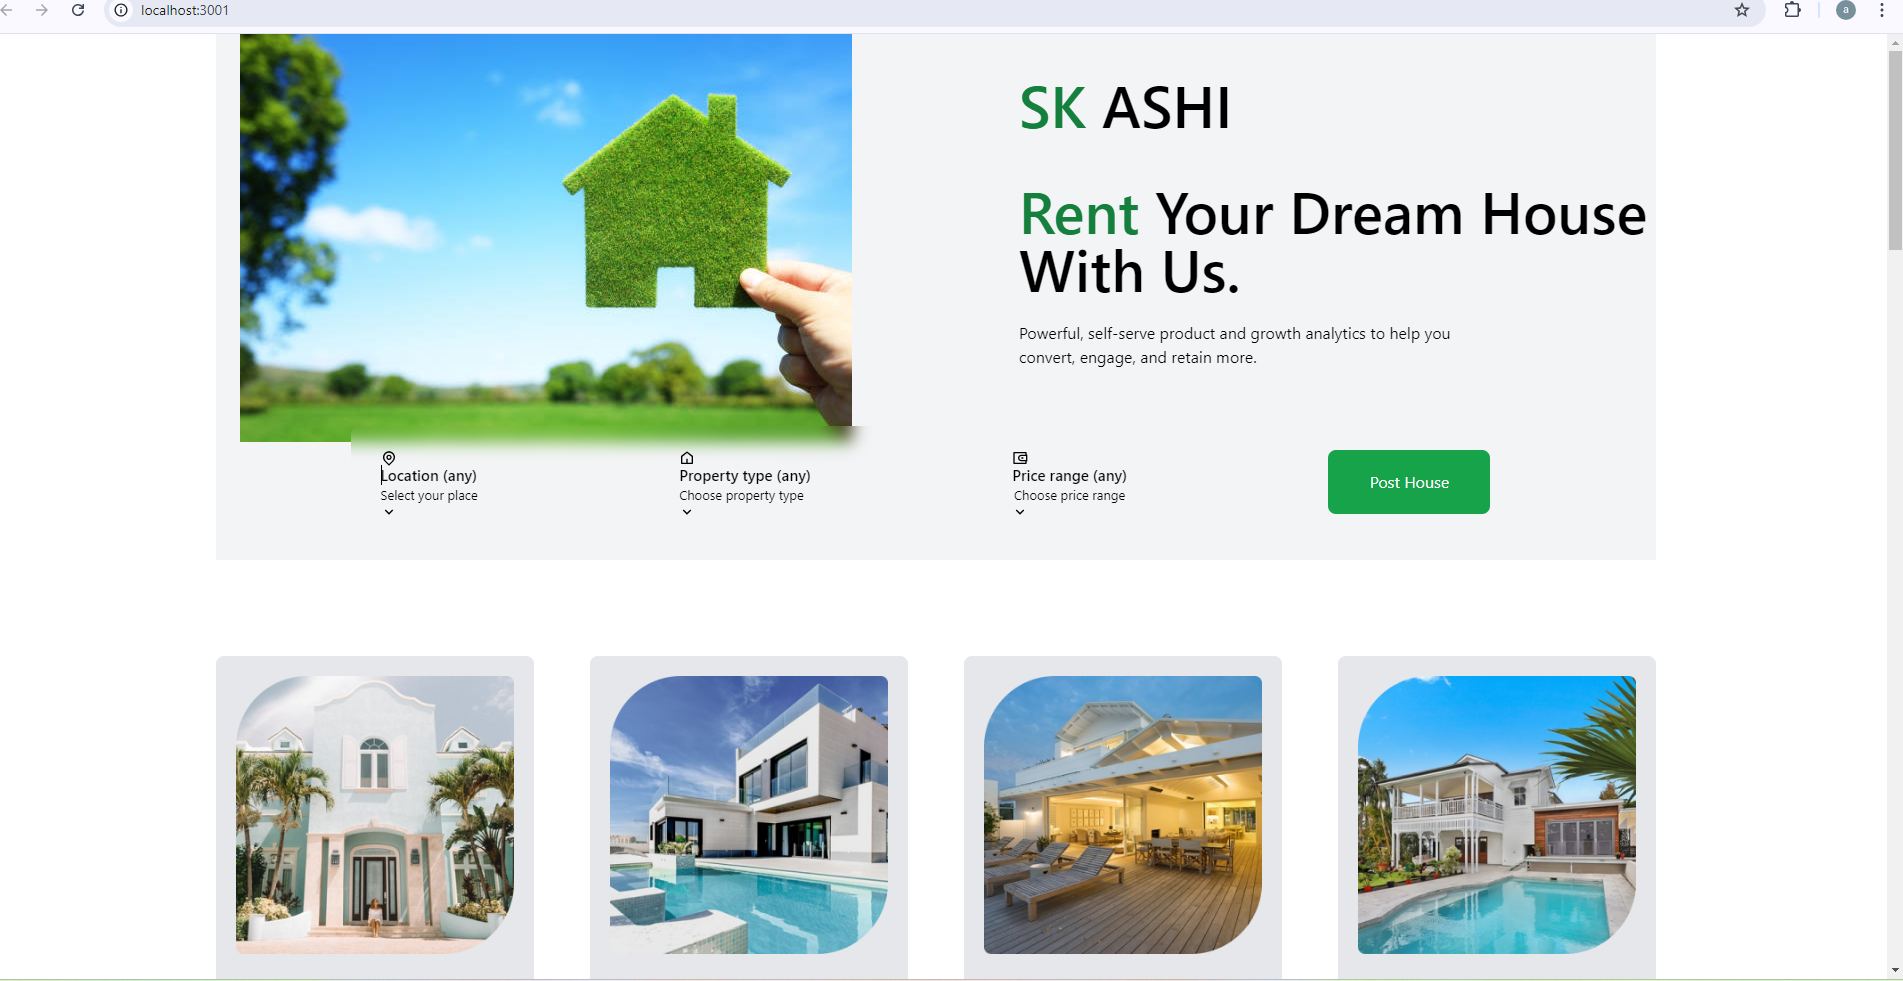 localhost:3001
a
SK ASHI
Rent Your Dream House
With Us.
Powerful, self-serve product and growth analytics to help you
convert, engage, and retain more.
Location (any)
Select your place
Property type (any)
Choose property type
Price range (any)
Choose price range
Post House